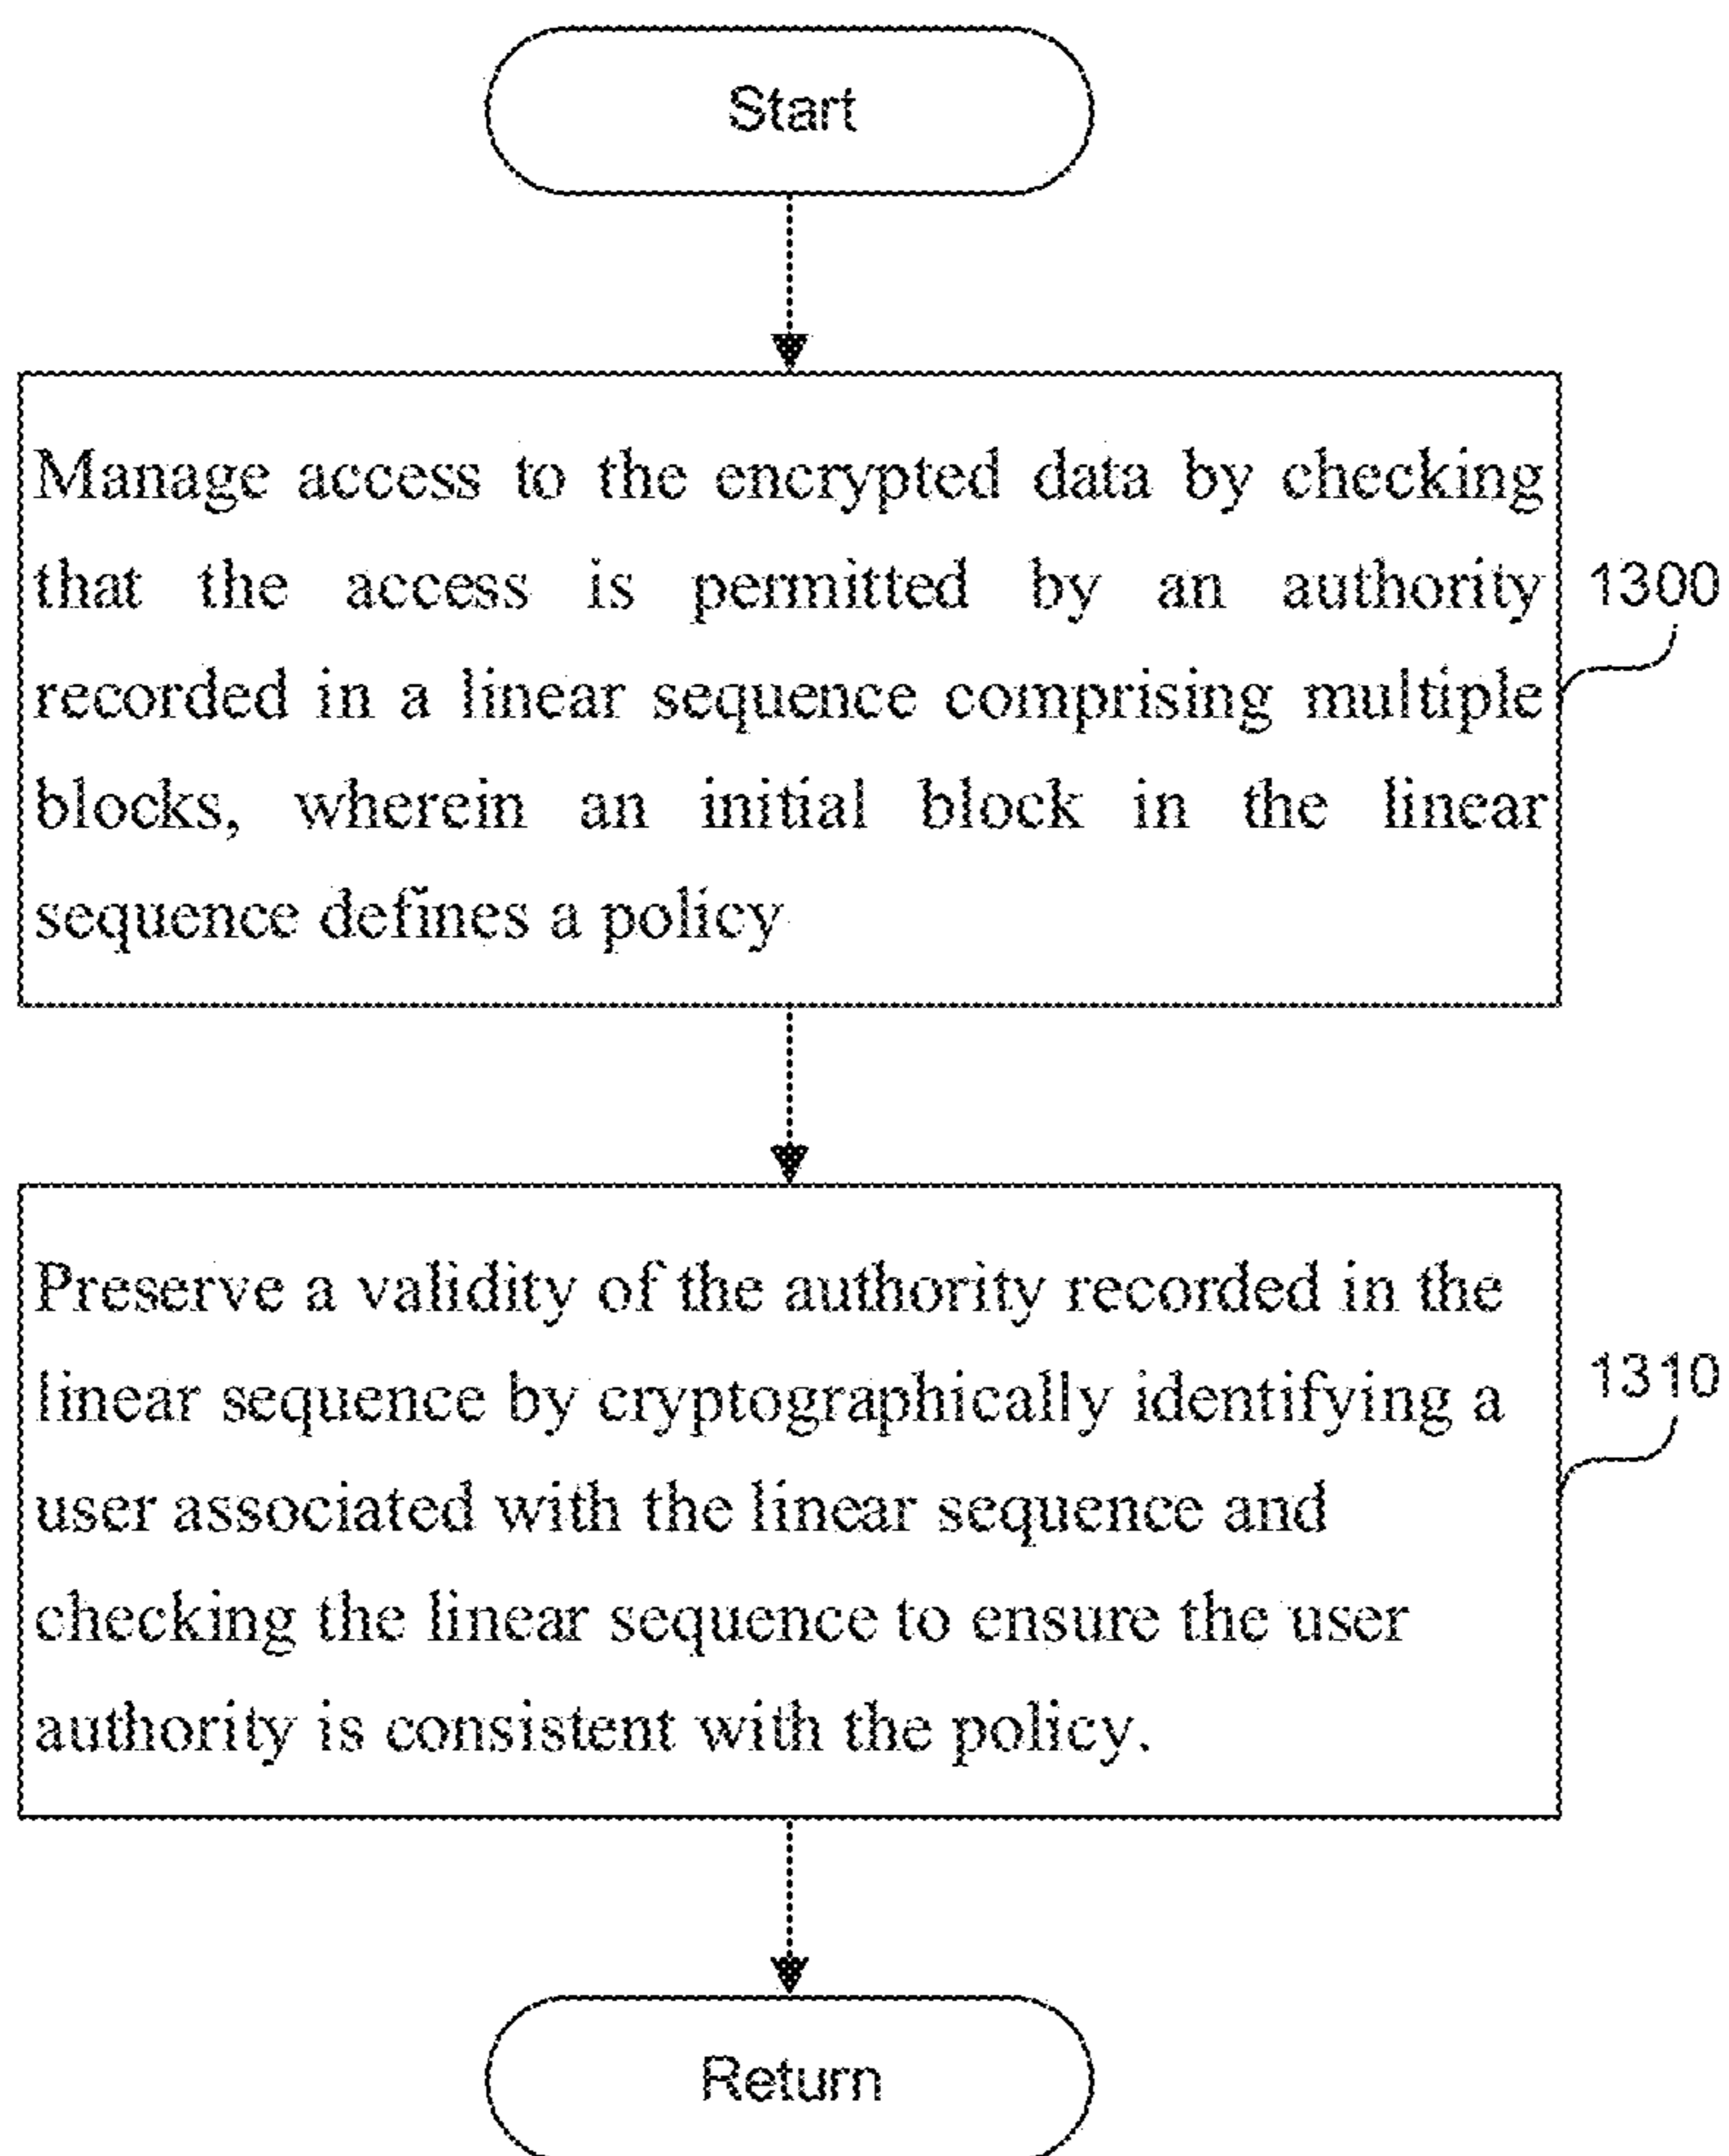 Start
Manage access to the encrypted data by checking
that the access is permitted by an authority
recorded in a linear sequence comprising multiple
blocks, wherein an initial block in the linear
sequence defines a policy
1300
Preserve a validity of the authority recorded in the
linear sequence by cryptographically identifying a
user associated with the linear sequence and
checking the linear sequence to ensure the user
authority is consistent with the policy.
1310
Return